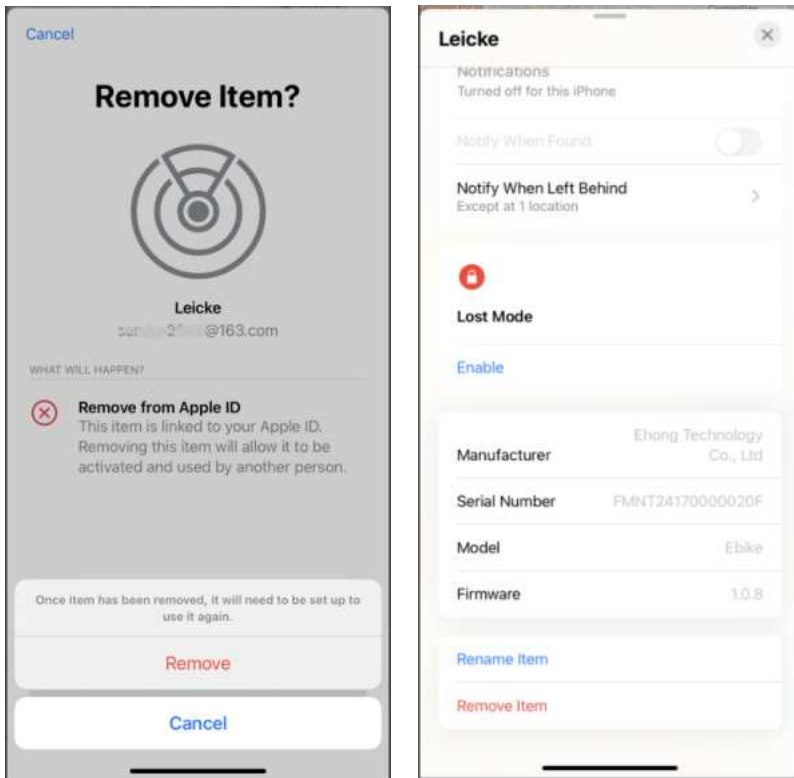 Cancel
Remove Item?
Leicke
@163.com
WHAT WILL HAPPEN?
Remove from Apple ID
This item is linked to your Apple ID.
Removing this item will allow it to be
activated and used by another person.
Once item has been removed, it will need to be set up to
use it again.
Remove
Cancel
Leicke
Notifications
Turned off for this iPhone
Notify When Found
Notify When Left Behind
Except at 1 location
Lost Mode
Enable
Manufacturer
Ehong Technology
Co., Ltd
Serial Number FMNT24170000020F
Model Ebike
Firmware 1.0.8
Rename Item
Remove Item